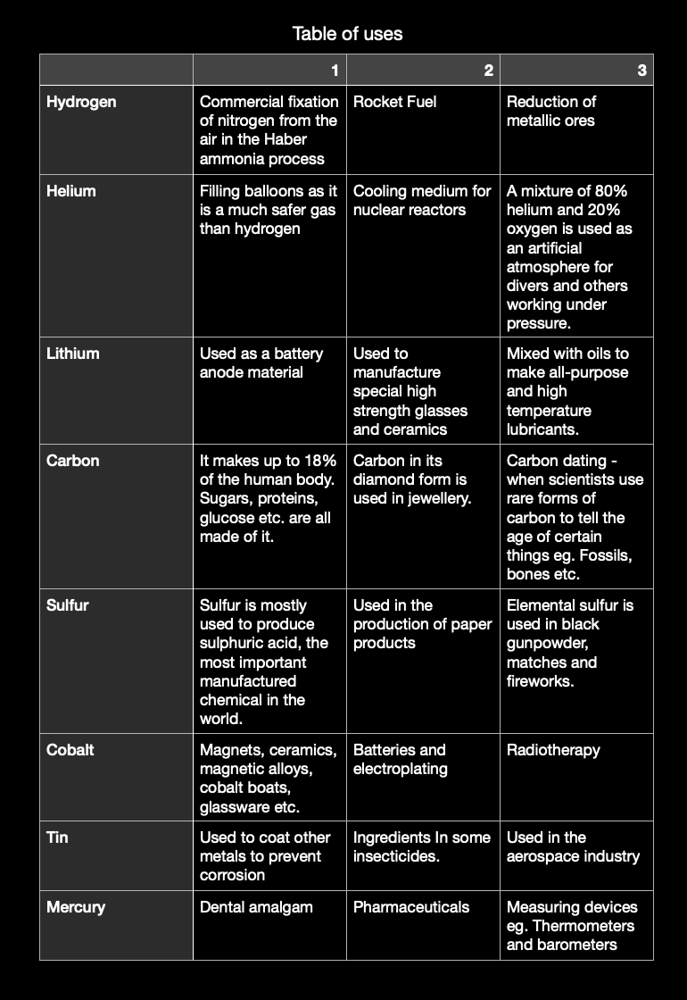 Table of uses
1
2
3
Hydrogen
Commercial fixation
of nitrogen from the
air in the Haber
ammonia process
Rocket Fuel
Reduction of
metallic ores
Helium
Filling balloons as it
is a much safer gas
than hydrogen
Cooling medium for
nuclear reactors
A mixture of 80%
helium and 20%
oxygen is used as
an artificial
atmosphere for
divers and others
working under
pressure.
Lithium
Used as a battery
anode material
Used to
manufacture
special high
strength glasses
and ceramics
Mixed with oils to
make all-purpose
and high
temperature
lubricants.
Carbon
It makes up to 18%
of the human body.
Sugars, proteins,
glucose etc. are all
made of it.
Carbon in its
diamond form is
used in jewellery.
Carbon dating -
when scientists use
rare forms of
carbon to tell the
age of certain
things eg. Fossils,
bones etc.
Sulfur
Sulfur is mostly
used to produce
sulphuric acid, the
most important
manufactured
chemical in the
world.
Used in the
production of paper
products
Elemental sulfur is
used in black
gunpowder,
matches and
fireworks.
Cobalt
Magnets, ceramics,
magnetic alloys,
cobalt boats,
glassware etc.
Batteries and
electroplating
Radiotherapy
Tin
Used to coat other
metals to prevent
corrosion
Ingredients In some
insecticides.
Used in the
aerospace industry
Mercury
Dental amalgam
Pharmaceuticals
Measuring devices
eg. Thermometers
and barometers